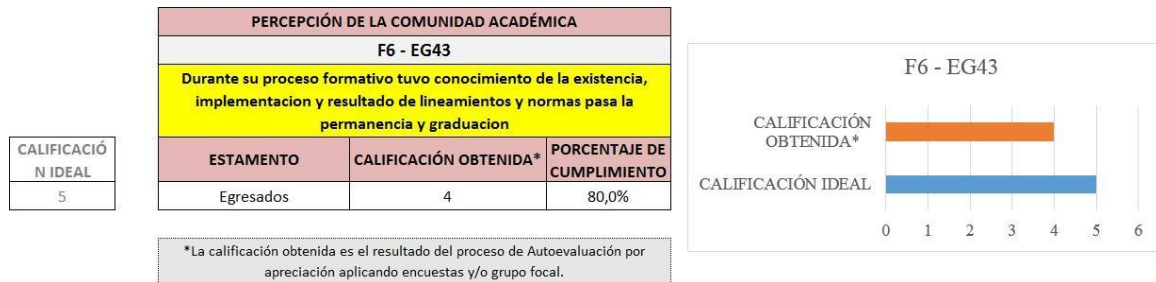 PERCEPCIÓN DE LA COMUNIDAD ACADÉMICA
F6 - EG43
Durante su proceso formativo tuvo conocimiento de la existencia,
implementacion y resultado de lineamientos y normas pasa la
permanencia y graduacion
CALIFICACIÓ
N IDEAL
5
ESTAMENTO
CALIFICACIÓN OBTENIDA*
PORCENTAJE DE
CUMPLIMIENTO
Egresados
4
80,0%
*La calificación obtenida es el resultado del proceso de Autoevaluación por
apreciación aplicando encuestas y/o grupo focal.
F6 - EG43
CALIFICACIÓN
OBTENIDA*
CALIFICACIÓN IDEAL
0 1 2 3 4 5 6